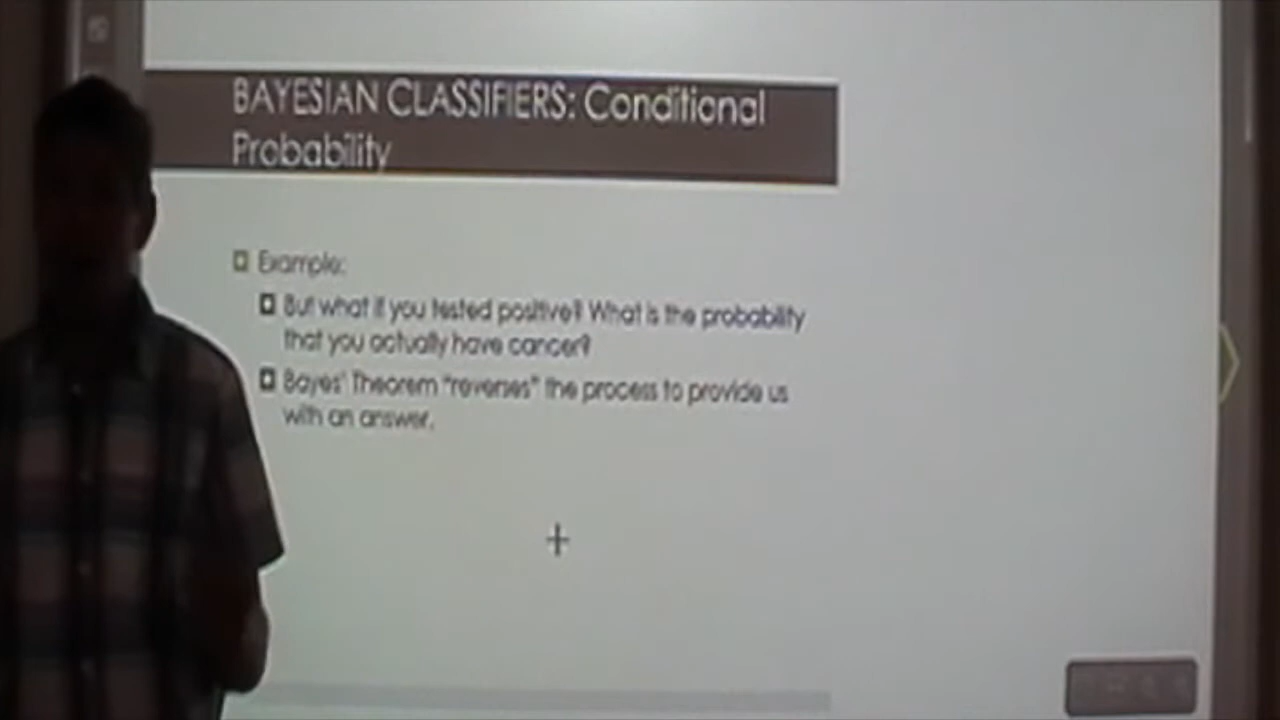 BAYESIAN CLASSIFIERS: Conditional
Probability
Example:
But what if you tested positive? What is the probability
that you actually have cancer?
Bayes' Theorem "reverses" the process to provide us
with an answer.